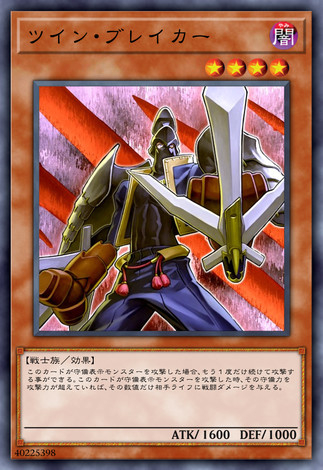 ツイン・ブレイカー
やみ
闇
【戦士族／効果】
このカードが守備表示モンスターを攻撃した場合、もう１度だけ続けて攻撃す
る事ができる。このカードが守備表示モンスターを攻撃した時、その守備力を
攻撃力が超えていれば、その数値だけ相手ライフに戦闘ダメージを与える。
ATK/ 1600 DEF/1000
40225398